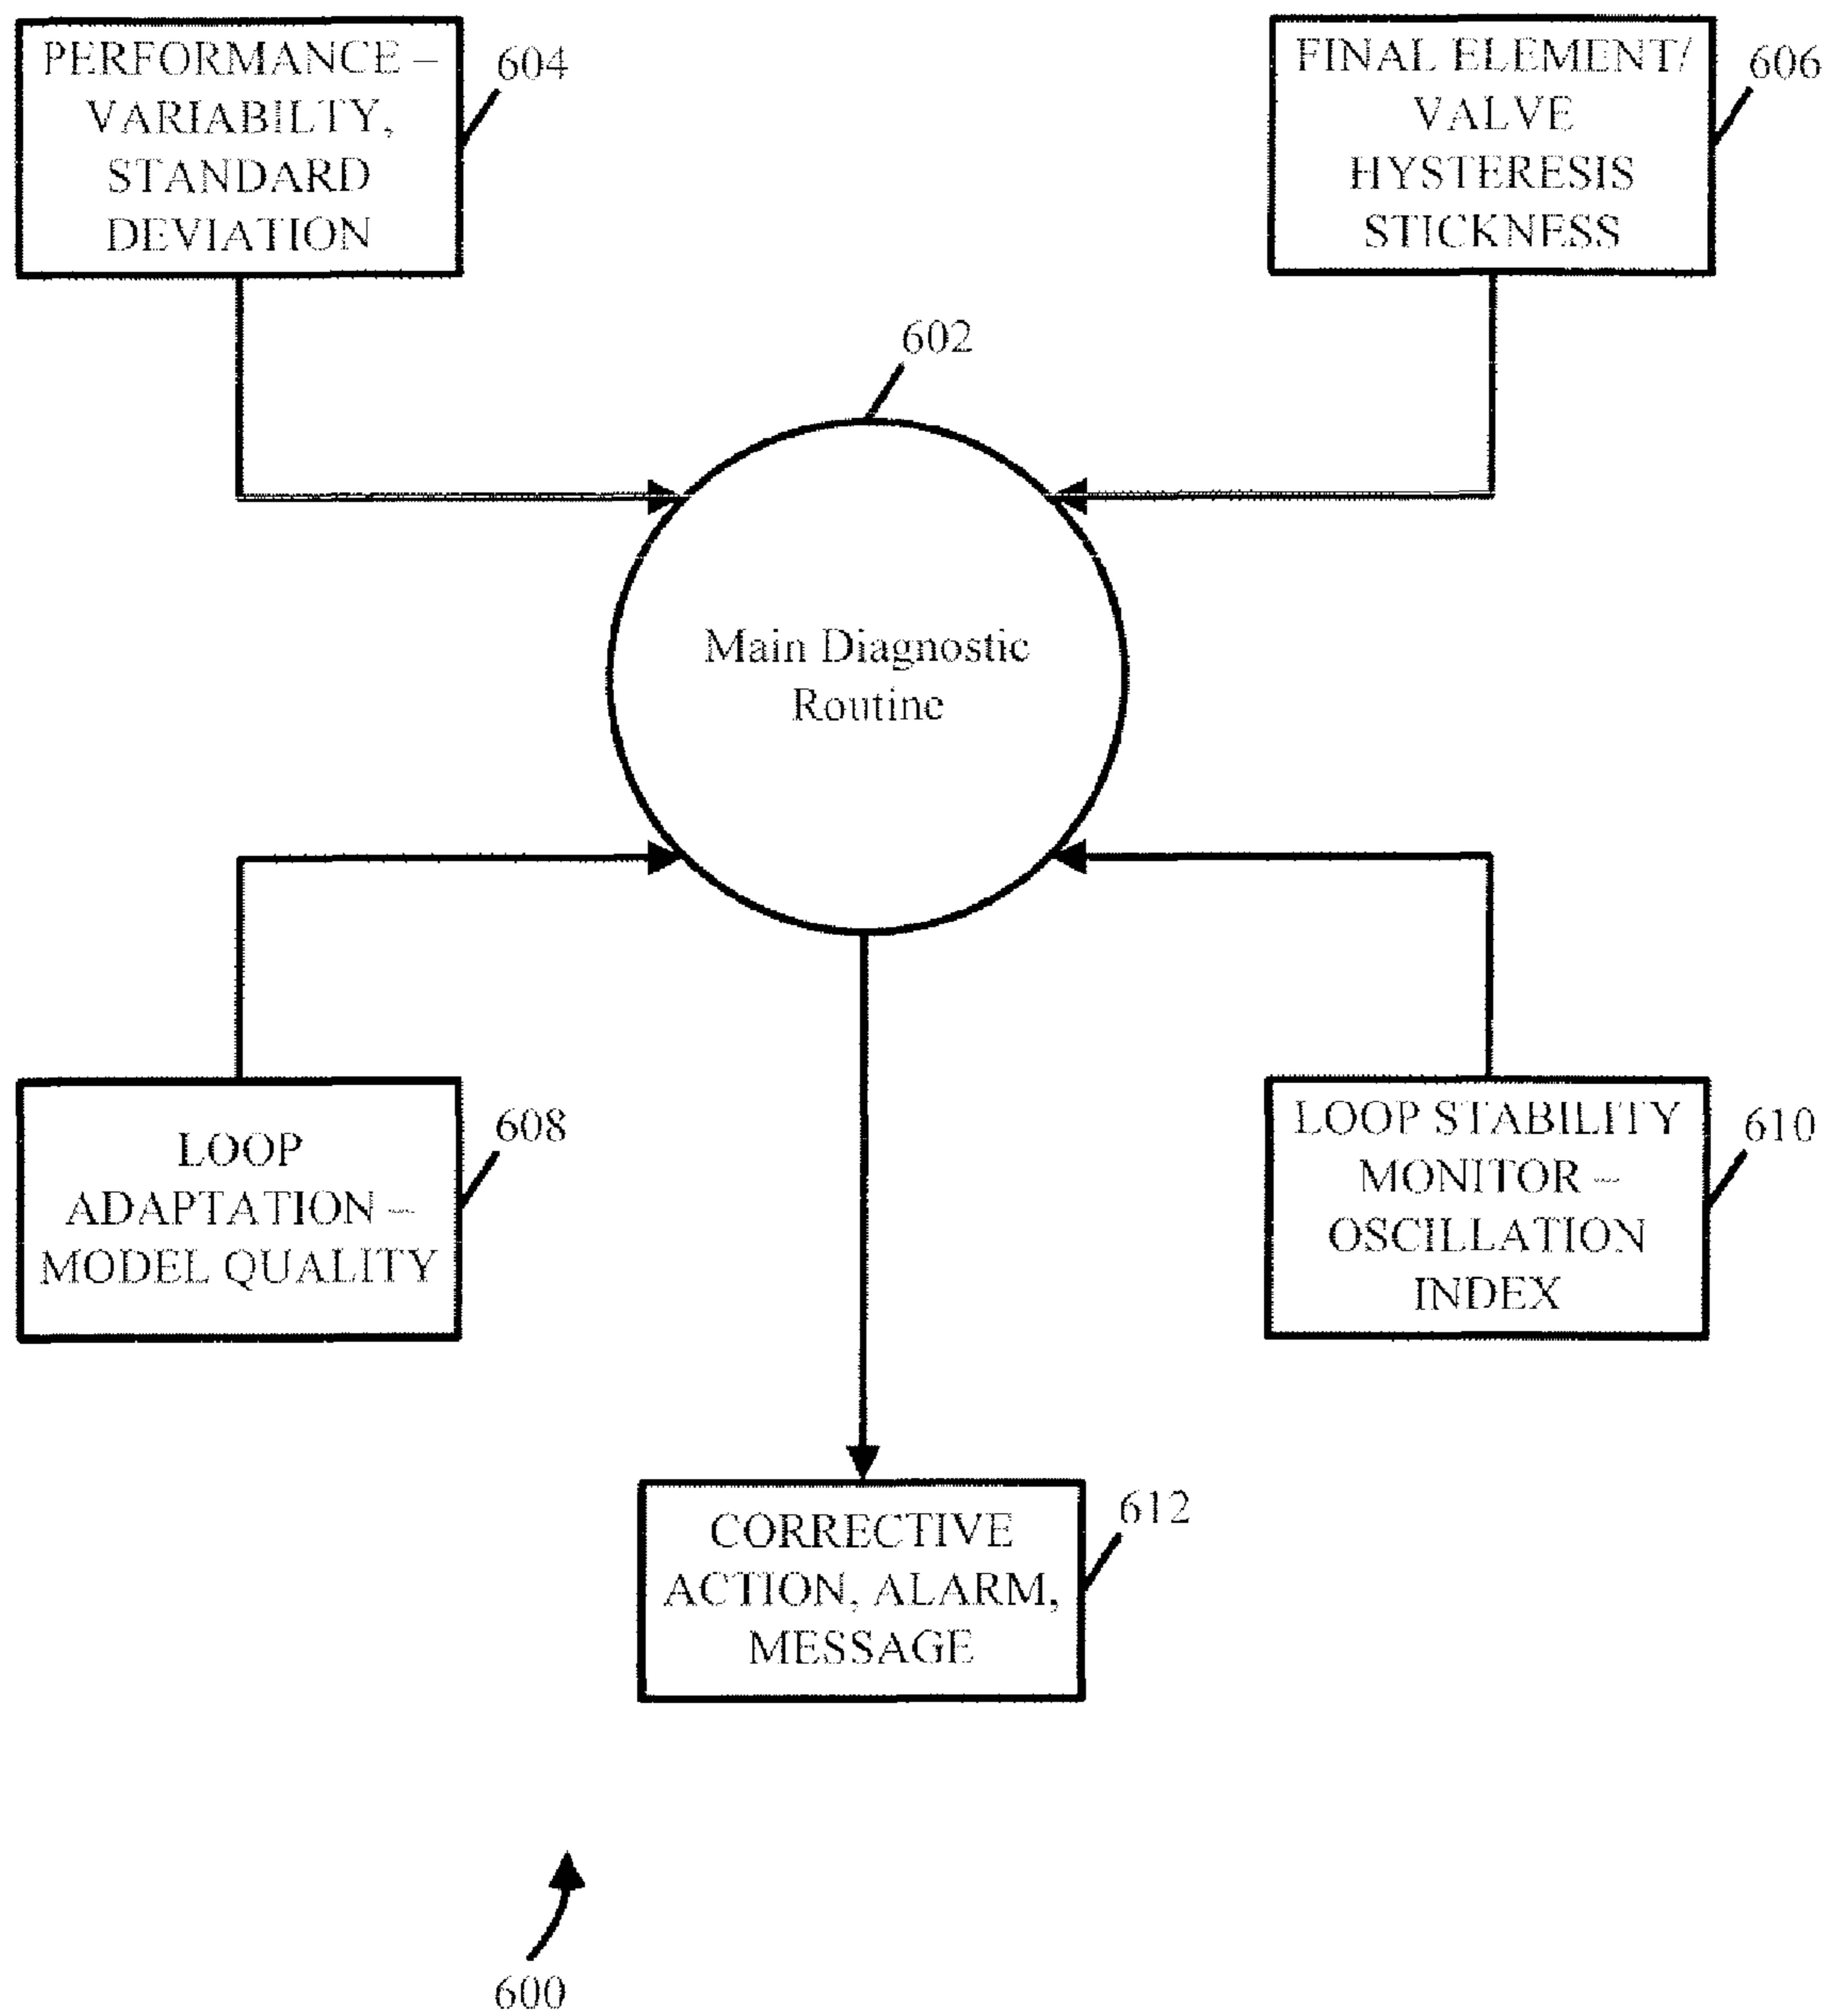 PERFORMANCE –
VARIABILTY,
STANDARD
DEVIATION
604
FINAL ELEMENT/
VALVE
HYSTERESIS
STICKNESS
606
602
Main Diagnostic
Routine
LOOP
ADAPTATION –
MODEL QUALITY
608
LOOP STABILITY
MONITOR –
OSCILLATION
INDEX
610
CORRECTIVE
ACTION, ALARM,
MESSAGE
612
600